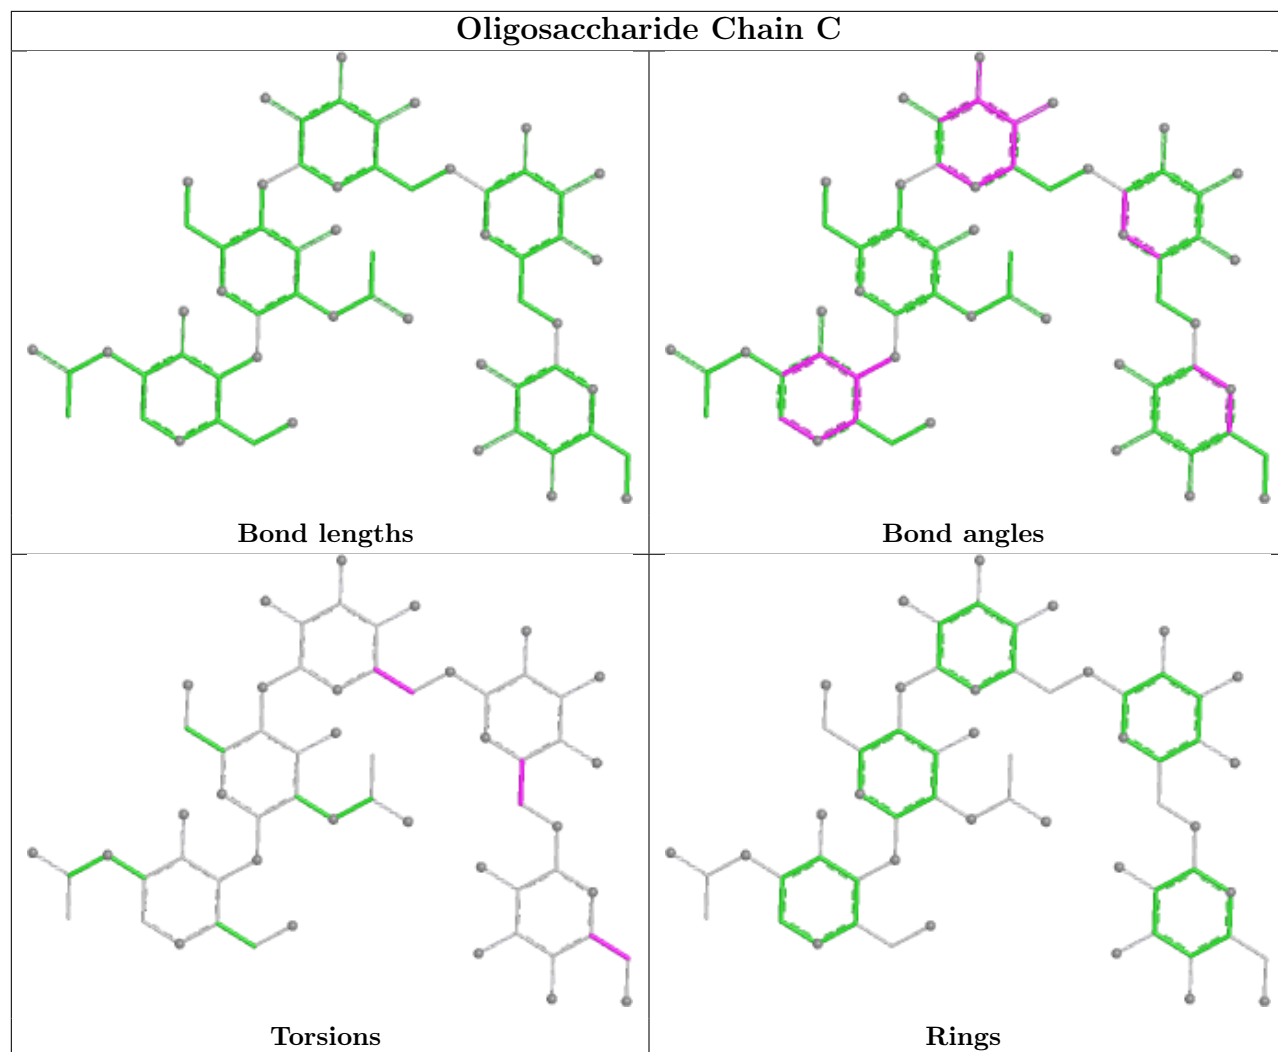 Oligosaccharide Chain C
Bond lengths
Bond angles
Torsions
Rings